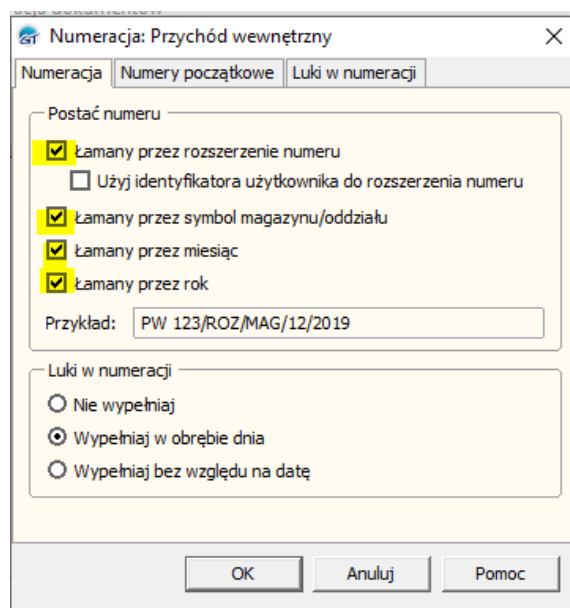 Numeracja: Przychód wewnętrzny
Numeracja Numery początkowe Luki w numeracji
Postać numeru
Łamany przez rozszerzenie numeru
Użyj identyfikatora użytkownika do rozszerzenia numeru
Łamany przez symbol magazynu/oddziału
Łamany przez miesiąc
Łamany przez rok
Przykład: PW 123/ROZ/MAG/12/2019
Luki w numeracji
Nie wypełniaj
Wypełniaj w obrębie dnia
Wypełniaj bez względu na datę
OK Anuluj Pomoc